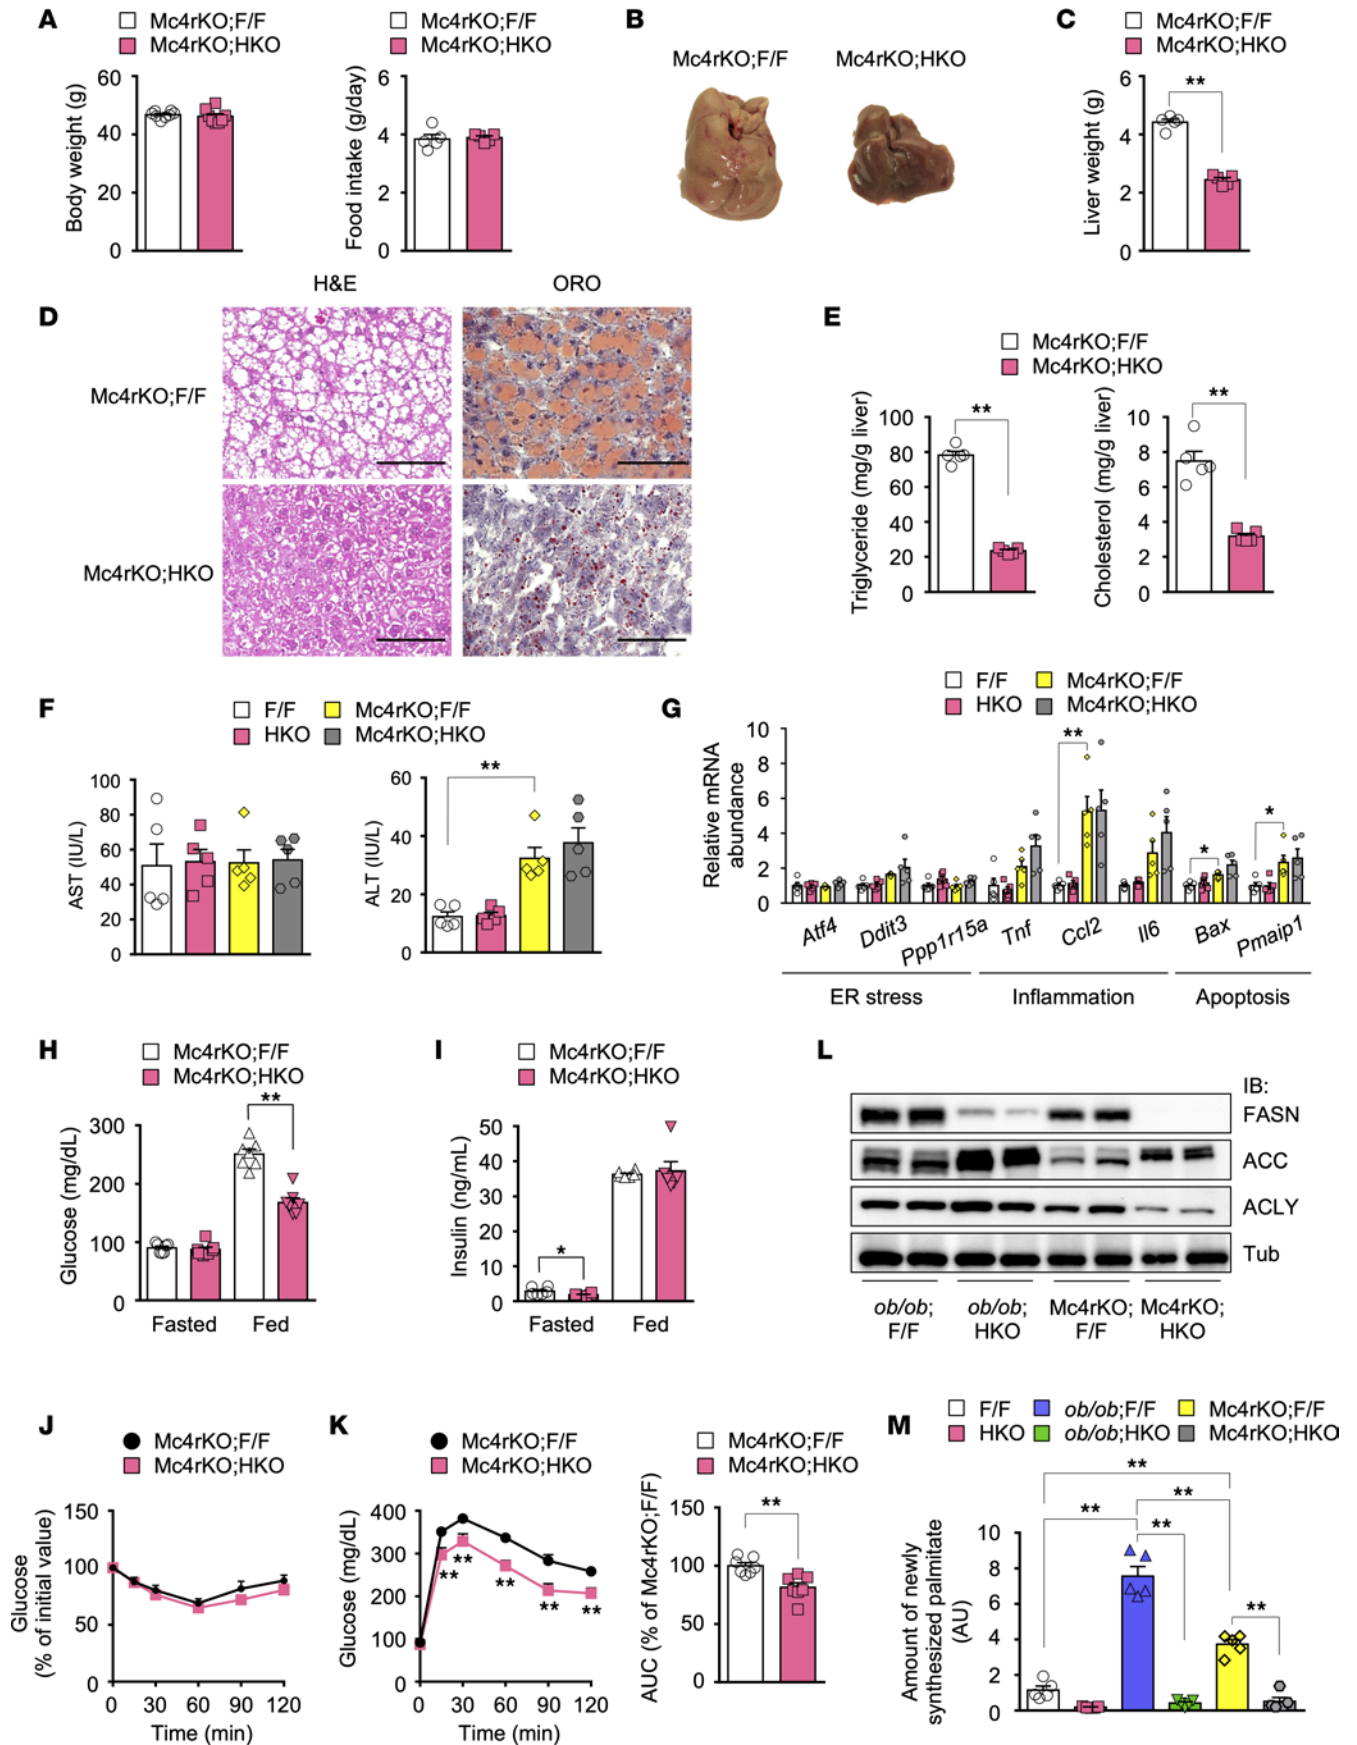 A
Mc4rKO;F/F
Mc4rKO;HKO
Body weight (g)
60
40
20
0
Mc4rKO;F/F
Mc4rKO;HKO
Food intake (g/day)
6
4
2
0
B
Mc4rKO;F/F
Mc4rKO;HKO
C
Mc4rKO;F/F
Mc4rKO;HKO
Liver weight (g)
6
4
2
0
**
D
H&E
ORO
Mc4rKO;F/F
Mc4rKO;HKO
E
Mc4rKO;F/F
Mc4rKO;HKO
Triglyceride (mg/g liver)
100
80
60
40
20
0
**
Cholesterol (mg/g liver)
10
8
6
4
2
0
**
F
F/F
Mc4rKO;F/F
HKO
Mc4rKO;HKO
AST (IU/L)
100
80
60
40
20
0
ALT (IU/L)
60
40
20
0
**
G
F/F
Mc4rKO;F/F
HKO
Mc4rKO;HKO
Relative mRNA
abundance
10
8
6
4
2
0
**
*
*
Atf4
Ddit3
Ppp1r15a
Tnf
Ccl2
Il6
Bax
Pmaip1
ER stress
Inflammation
Apoptosis
H
Mc4rKO;F/F
Mc4rKO;HKO
Glucose (mg/dL)
300
200
100
0
**
Fasted
Fed
I
Mc4rKO;F/F
Mc4rKO;HKO
Insulin (ng/mL)
50
40
30
20
10
0
*
Fasted
Fed
L
IB:
FASN
ACC
ACLY
Tub
ob/ob;
F/F
ob/ob;
HKO
Mc4rKO;
F/F
Mc4rKO;
HKO
J
Mc4rKO;F/F
Mc4rKO;HKO
Glucose
(% of initial value)
150
100
50
0
0
30
60
90
120
Time (min)
K
Mc4rKO;F/F
Mc4rKO;HKO
Glucose (mg/dL)
400
300
200
100
0
**
**
**
**
**
0
30
60
90
120
Time (min)
Mc4rKO;F/F
Mc4rKO;HKO
AUC (% of Mc4rKO;F/F)
150
100
50
0
**
M
F/F
ob/ob;F/F
Mc4rKO;F/F
HKO
ob/ob;HKO
Mc4rKO;HKO
Amount of newly
synthesized palmitate
(AU)
10
8
6
4
2
0
**
**
**
**
**